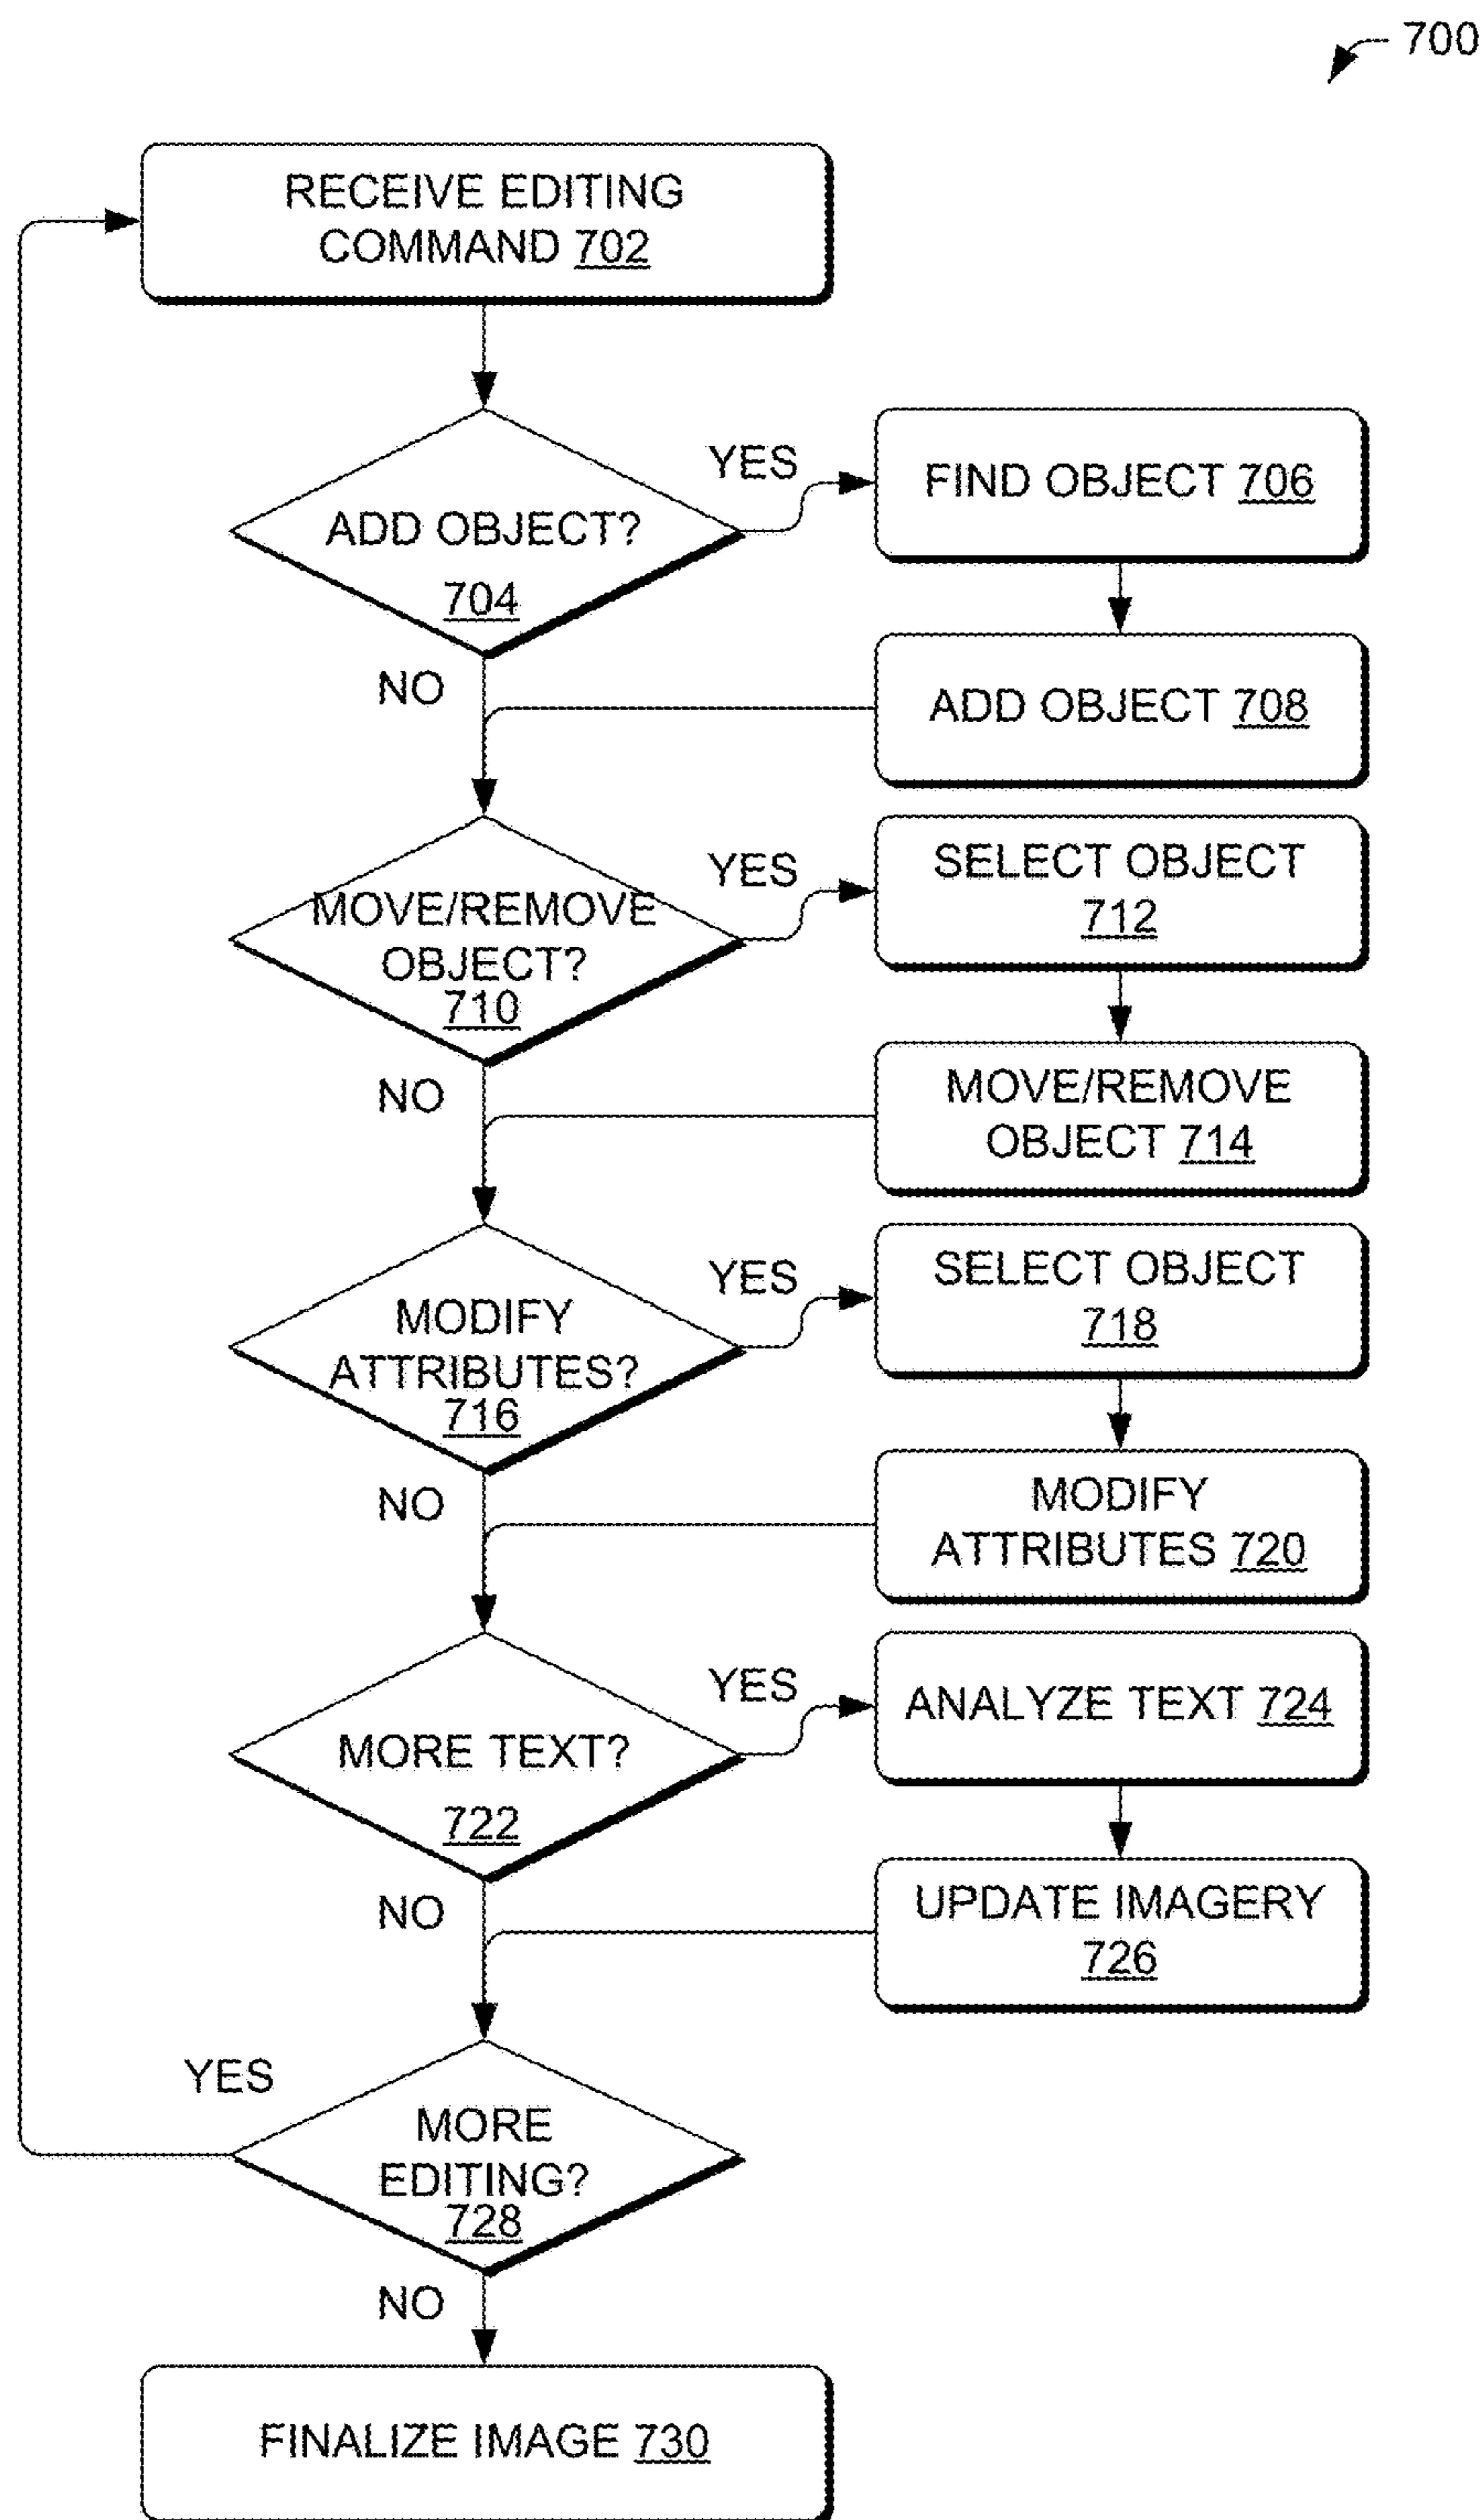 700
RECEIVE EDITING
COMMAND 702
ADD OBJECT?
704
YES
FIND OBJECT 706
NO
ADD OBJECT 708
MOVE/REMOVE
OBJECT?
710
YES
SELECT OBJECT
712
NO
MOVE/REMOVE
OBJECT 714
MODIFY
ATTRIBUTES?
716
YES
SELECT OBJECT
718
NO
MODIFY
ATTRIBUTES 720
MORE TEXT?
722
YES
ANALYZE TEXT 724
NO
UPDATE IMAGERY
726
YES
MORE
EDITING?
728
NO
FINALIZE IMAGE 730